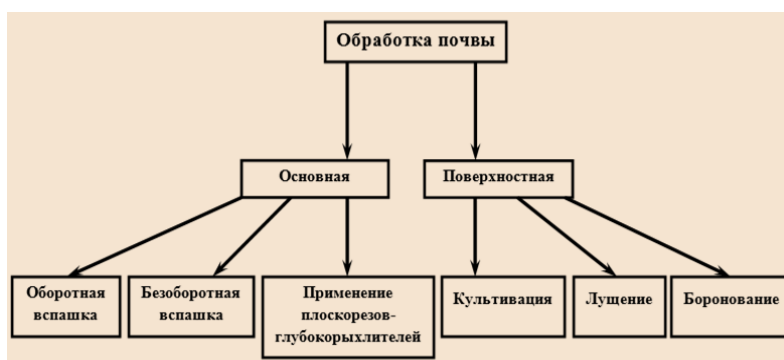 Обработка почвы
Основная
Поверхностная
Оборотная
вспашка
Безоборотная
вспашка
Применение
плоскорезов-
глубокорыхлителей
Культивация
Лущение
Боронование